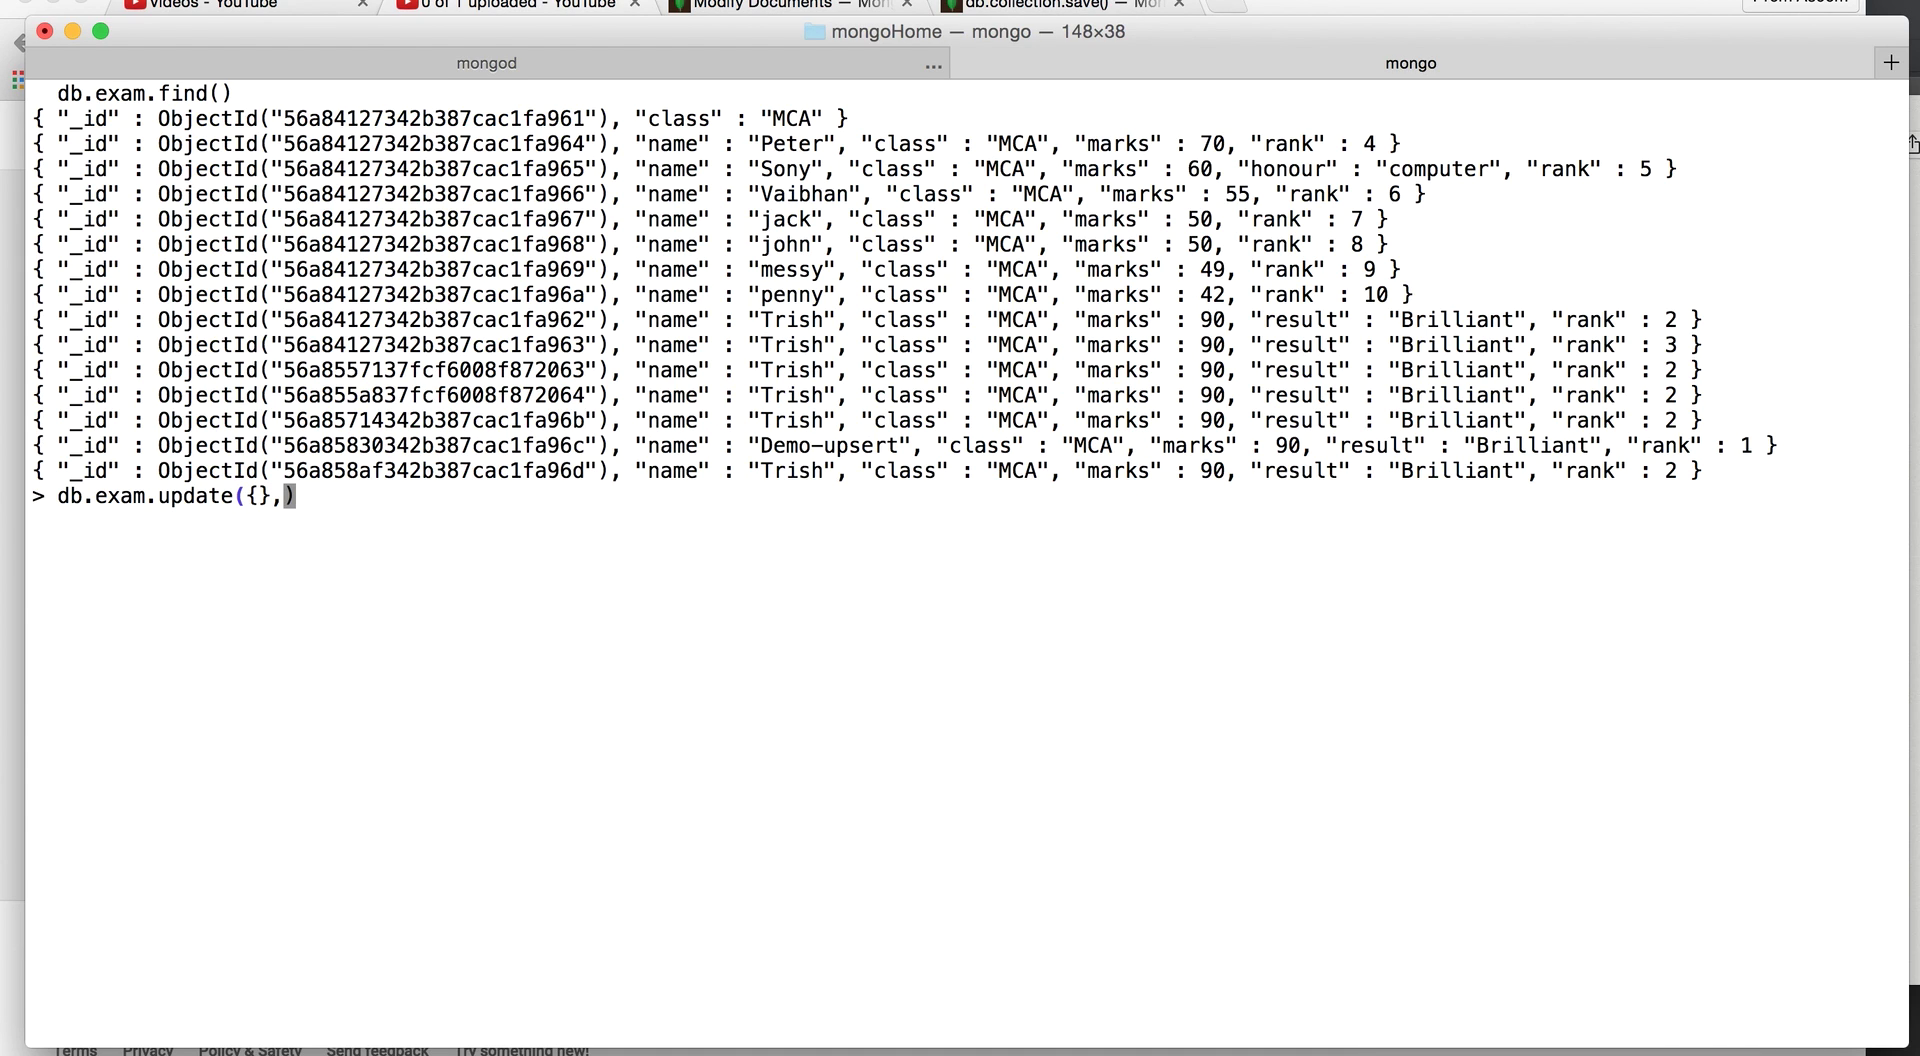 Videos - YouTube
0 of 1 uploaded - YouTube
Modify Documents — Mon
db.collection.save() — Mon
mongoHome — mongo — 148×38
mongod
...
mongo
+
db.exam.find()
{ "_id" : ObjectId("56a84127342b387cac1fa961"), "class" : "MCA" }
{ "_id" : ObjectId("56a84127342b387cac1fa964"), "name" : "Peter", "class" : "MCA", "marks" : 70, "rank" : 4 }
{ "_id" : ObjectId("56a84127342b387cac1fa965"), "name" : "Sony", "class" : "MCA", "marks" : 60, "honour" : "computer", "rank" : 5 }
{ "_id" : ObjectId("56a84127342b387cac1fa966"), "name" : "Vaibhan", "class" : "MCA", "marks" : 55, "rank" : 6 }
{ "_id" : ObjectId("56a84127342b387cac1fa967"), "name" : "jack", "class" : "MCA", "marks" : 50, "rank" : 7 }
{ "_id" : ObjectId("56a84127342b387cac1fa968"), "name" : "john", "class" : "MCA", "marks" : 50, "rank" : 8 }
{ "_id" : ObjectId("56a84127342b387cac1fa969"), "name" : "messy", "class" : "MCA", "marks" : 49, "rank" : 9 }
{ "_id" : ObjectId("56a84127342b387cac1fa96a"), "name" : "penny", "class" : "MCA", "marks" : 42, "rank" : 10 }
{ "_id" : ObjectId("56a84127342b387cac1fa962"), "name" : "Trish", "class" : "MCA", "marks" : 90, "result" : "Brilliant", "rank" : 2 }
{ "_id" : ObjectId("56a84127342b387cac1fa963"), "name" : "Trish", "class" : "MCA", "marks" : 90, "result" : "Brilliant", "rank" : 3 }
{ "_id" : ObjectId("56a8557137fcf6008f872063"), "name" : "Trish", "class" : "MCA", "marks" : 90, "result" : "Brilliant", "rank" : 2 }
{ "_id" : ObjectId("56a855a837fcf6008f872064"), "name" : "Trish", "class" : "MCA", "marks" : 90, "result" : "Brilliant", "rank" : 2 }
{ "_id" : ObjectId("56a85714342b387cac1fa96b"), "name" : "Trish", "class" : "MCA", "marks" : 90, "result" : "Brilliant", "rank" : 2 }
{ "_id" : ObjectId("56a85830342b387cac1fa96c"), "name" : "Demo-upsert", "class" : "MCA", "marks" : 90, "result" : "Brilliant", "rank" : 1 }
{ "_id" : ObjectId("56a858af342b387cac1fa96d"), "name" : "Trish", "class" : "MCA", "marks" : 90, "result" : "Brilliant", "rank" : 2 }
> db.exam.update({},)
Terms Privacy Policy & Safety Send feedback Try something new!